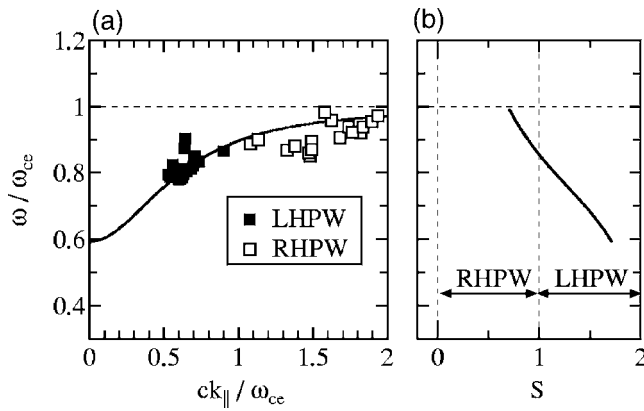 (a)
(b)
1.2
1
0.8
0.6
0.4
ω / ω_ce
LHPW
RHPW
0 0.5 1 1.5 2
ck_|| / ω_ce
RHPW LHPW
0 1 2
S